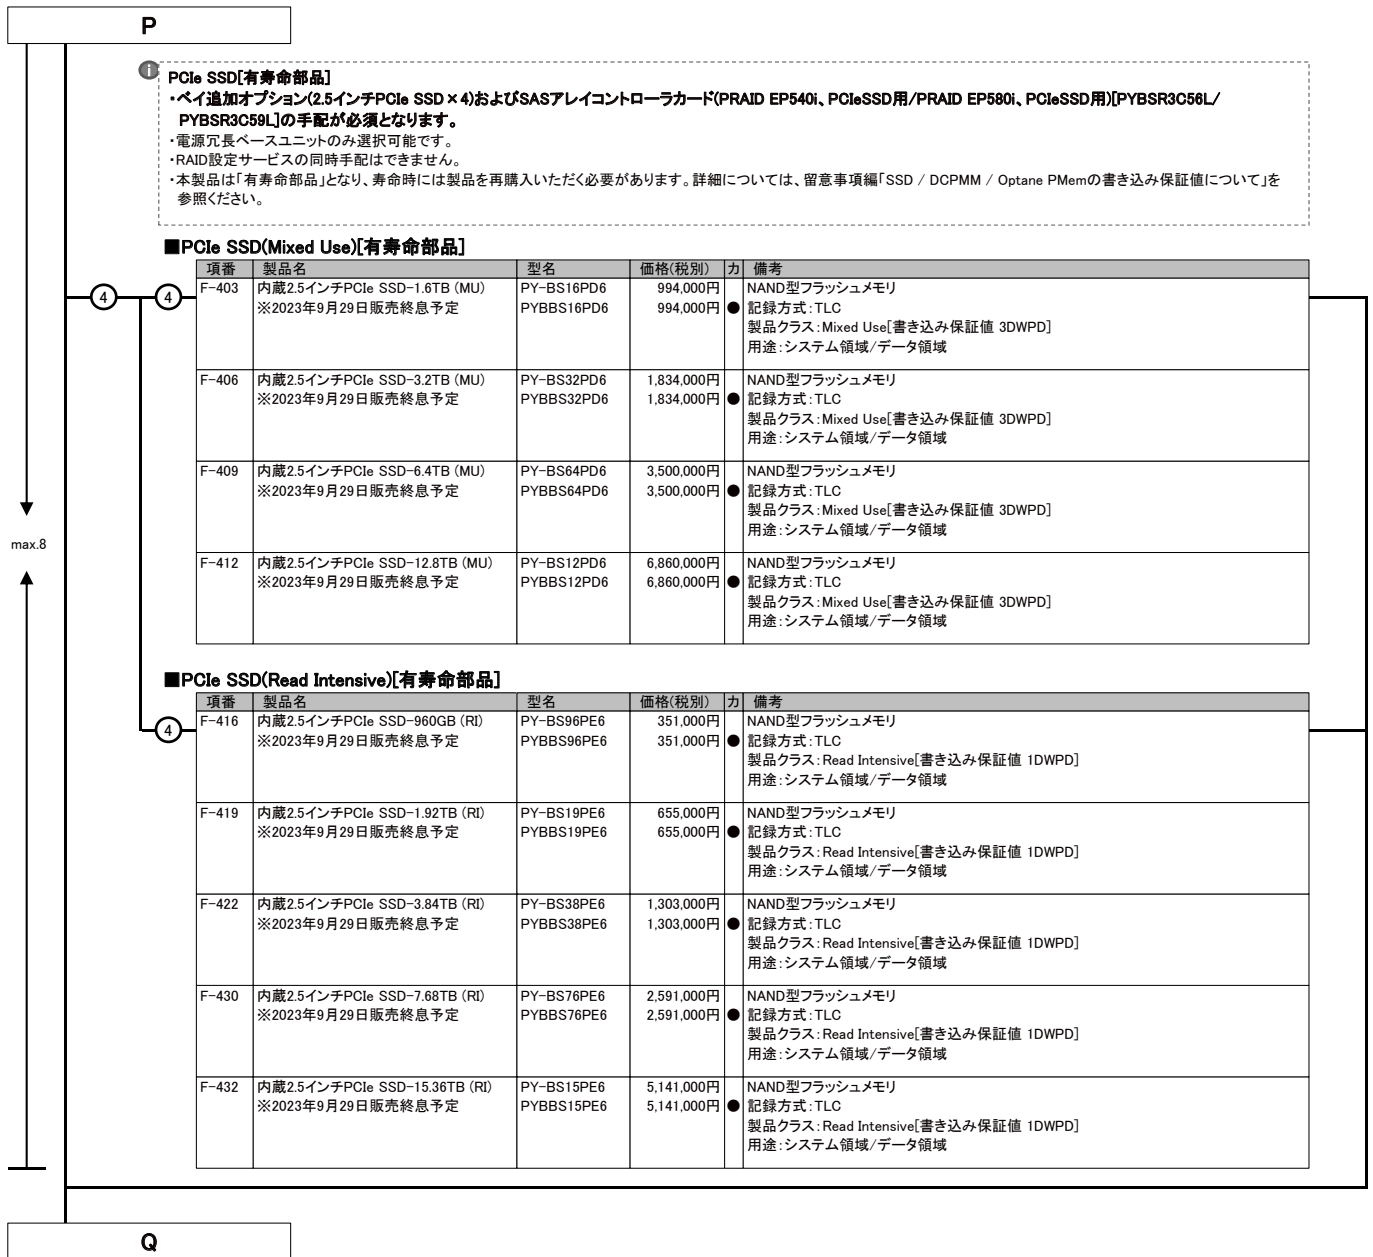 P
i
PCIe SSD[有寿命部品]
・ベイ追加オプション(2.5インチPCIe SSD×4)およびSASアレイコントローラカード(PRAID EP540i、PCIeSSD用/PRAID EP580i、PCIeSSD用)[PYBSR3C56L/
PYBSR3C59L]の手配が必須となります。
・電源冗長ベースユニットのみ選択可能です。
・RAID設定サービスの同時手配はできません。
・本製品は「有寿命部品」となり、寿命時には製品を再購入いただく必要があります。詳細については、留意事項編「SSD / DCPMM / Optane PMemの書き込み保証値について」を
参照ください。
■PCIe SSD(Mixed Use)[有寿命部品]
項番 製品名 型名 価格(税別) カ 備考
F-403 内蔵2.5インチPCIe SSD-1.6TB (MU) PY-BS16PD6 994,000円 NAND型フラッシュメモリ
④ ④ ※2023年9月29日販売終息予定 PYBBS16PD6 994,000円 ● 記録方式:TLC
製品クラス:Mixed Use[書き込み保証値 3DWPD]
用途:システム領域/データ領域
F-406 内蔵2.5インチPCIe SSD-3.2TB (MU) PY-BS32PD6 1,834,000円 NAND型フラッシュメモリ
※2023年9月29日販売終息予定 PYBBS32PD6 1,834,000円 ● 記録方式:TLC
製品クラス:Mixed Use[書き込み保証値 3DWPD]
用途:システム領域/データ領域
F-409 内蔵2.5インチPCIe SSD-6.4TB (MU) PY-BS64PD6 3,500,000円 NAND型フラッシュメモリ
※2023年9月29日販売終息予定 PYBBS64PD6 3,500,000円 ● 記録方式:TLC
製品クラス:Mixed Use[書き込み保証値 3DWPD]
用途:システム領域/データ領域
max.8
F-412 内蔵2.5インチPCIe SSD-12.8TB (MU) PY-BS12PD6 6,860,000円 NAND型フラッシュメモリ
※2023年9月29日販売終息予定 PYBBS12PD6 6,860,000円 ● 記録方式:TLC
製品クラス:Mixed Use[書き込み保証値 3DWPD]
用途:システム領域/データ領域
■PCIe SSD(Read Intensive)[有寿命部品]
項番 製品名 型名 価格(税別) カ 備考
F-416 内蔵2.5インチPCIe SSD-960GB (RI) PY-BS96PE6 351,000円 NAND型フラッシュメモリ
④ ※2023年9月29日販売終息予定 PYBBS96PE6 351,000円 ● 記録方式:TLC
製品クラス:Read Intensive[書き込み保証値 1DWPD]
用途:システム領域/データ領域
F-419 内蔵2.5インチPCIe SSD-1.92TB (RI) PY-BS19PE6 655,000円 NAND型フラッシュメモリ
※2023年9月29日販売終息予定 PYBBS19PE6 655,000円 ● 記録方式:TLC
製品クラス:Read Intensive[書き込み保証値 1DWPD]
用途:システム領域/データ領域
F-422 内蔵2.5インチPCIe SSD-3.84TB (RI) PY-BS38PE6 1,303,000円 NAND型フラッシュメモリ
※2023年9月29日販売終息予定 PYBBS38PE6 1,303,000円 ● 記録方式:TLC
製品クラス:Read Intensive[書き込み保証値 1DWPD]
用途:システム領域/データ領域
F-430 内蔵2.5インチPCIe SSD-7.68TB (RI) PY-BS76PE6 2,591,000円 NAND型フラッシュメモリ
※2023年9月29日販売終息予定 PYBBS76PE6 2,591,000円 ● 記録方式:TLC
製品クラス:Read Intensive[書き込み保証値 1DWPD]
用途:システム領域/データ領域
F-432 内蔵2.5インチPCIe SSD-15.36TB (RI) PY-BS15PE6 5,141,000円 NAND型フラッシュメモリ
※2023年9月29日販売終息予定 PYBBS15PE6 5,141,000円 ● 記録方式:TLC
製品クラス:Read Intensive[書き込み保証値 1DWPD]
用途:システム領域/データ領域
Q